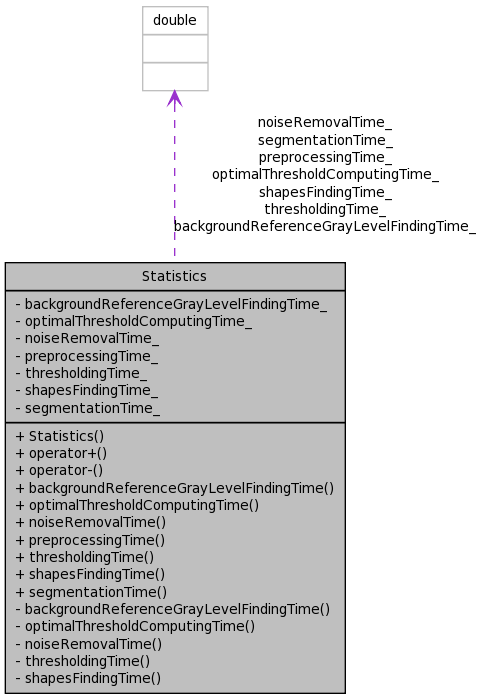 double
noiseRemovalTime_
segmentationTime_
preprocessingTime_
optimalThresholdComputingTime_
shapesFindingTime_
thresholdingTime_
backgroundReferenceGrayLevelFindingTime_
Statistics
- backgroundReferenceGrayLevelFindingTime_
- optimalThresholdComputingTime_
- noiseRemovalTime_
- preprocessingTime_
- thresholdingTime_
- shapesFindingTime_
- segmentationTime_
+ Statistics()
+ operator+()
+ operator-()
+ backgroundReferenceGrayLevelFindingTime()
+ optimalThresholdComputingTime()
+ noiseRemovalTime()
+ preprocessingTime()
+ thresholdingTime()
+ shapesFindingTime()
+ segmentationTime()
- backgroundReferenceGrayLevelFindingTime()
- optimalThresholdComputingTime()
- noiseRemovalTime()
- thresholdingTime()
- shapesFindingTime()